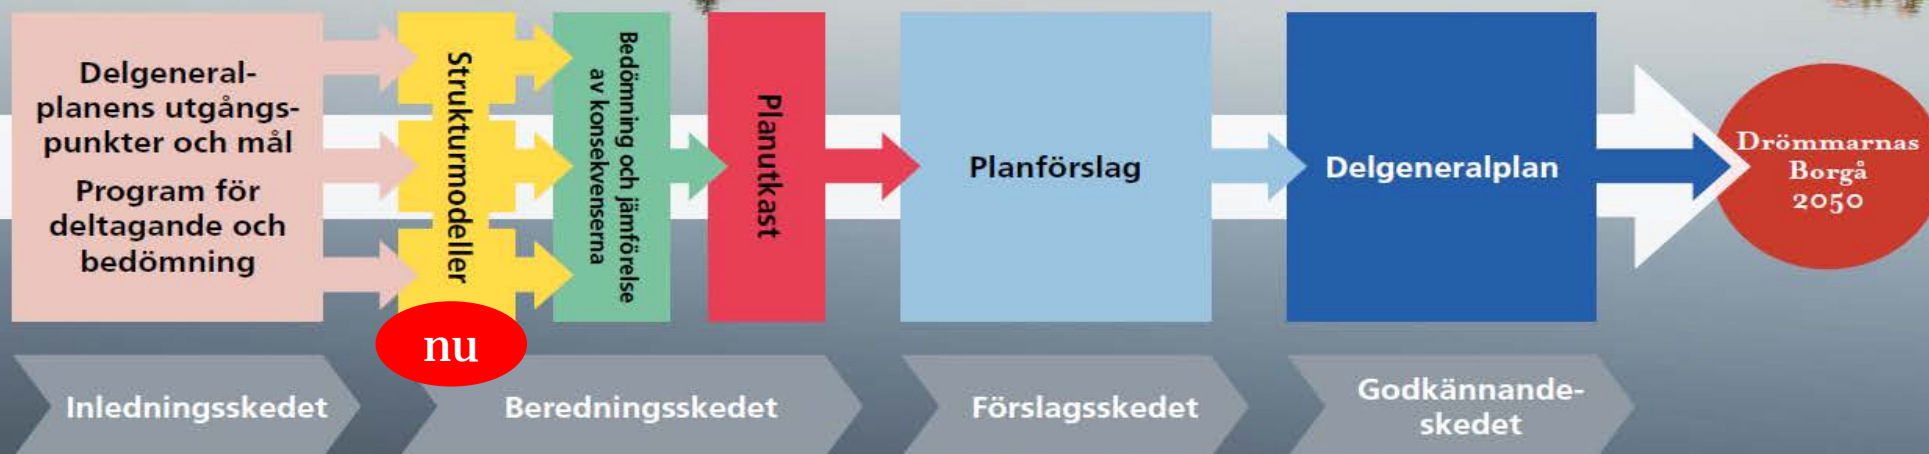 Delgeneral-
planens utgångs-
punkter och mål
Program för
deltagande och
bedömning
Strukturmodeller
Bedömning och jämförelse
av konsekvenserna
Planutkast
Planförslag
Delgeneralplan
Drömmarnas
Borgå
2050
nu
Inledningsskedet
Beredningsskedet
Förslagsskedet
Godkännande-
skedet